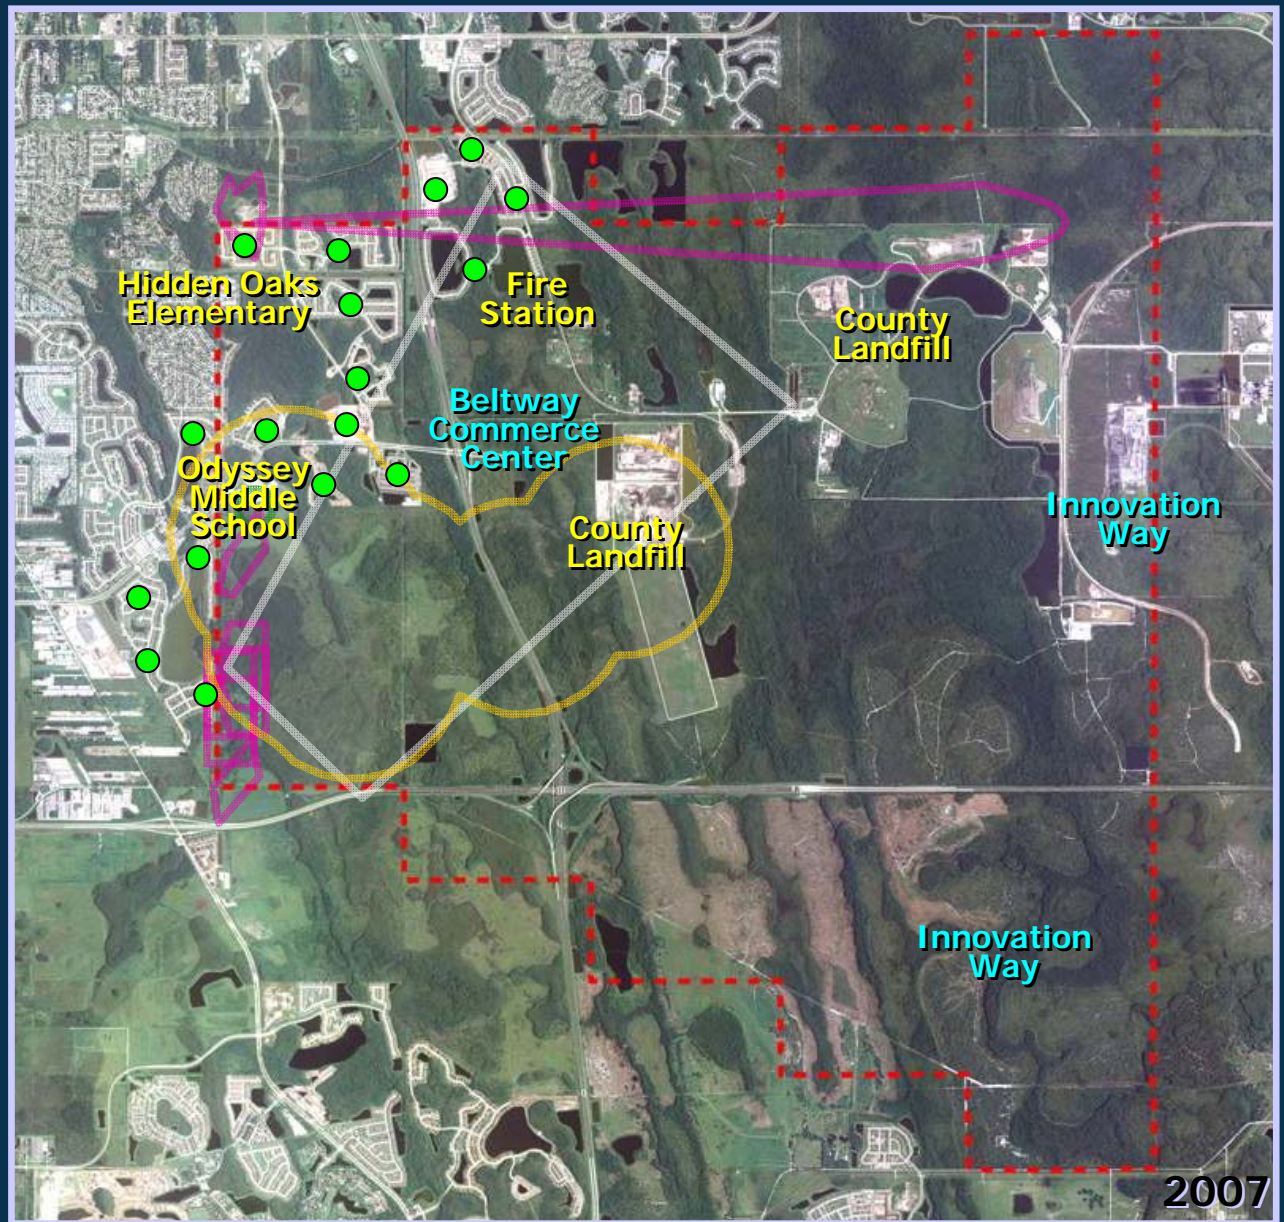 Hidden Oaks
Elementary
Fire
Station
County
Landfill
Beltway
Commerce
Center
Odyssey
Middle
School
County
Landfill
Innovation
Way
Innovation
Way
2007